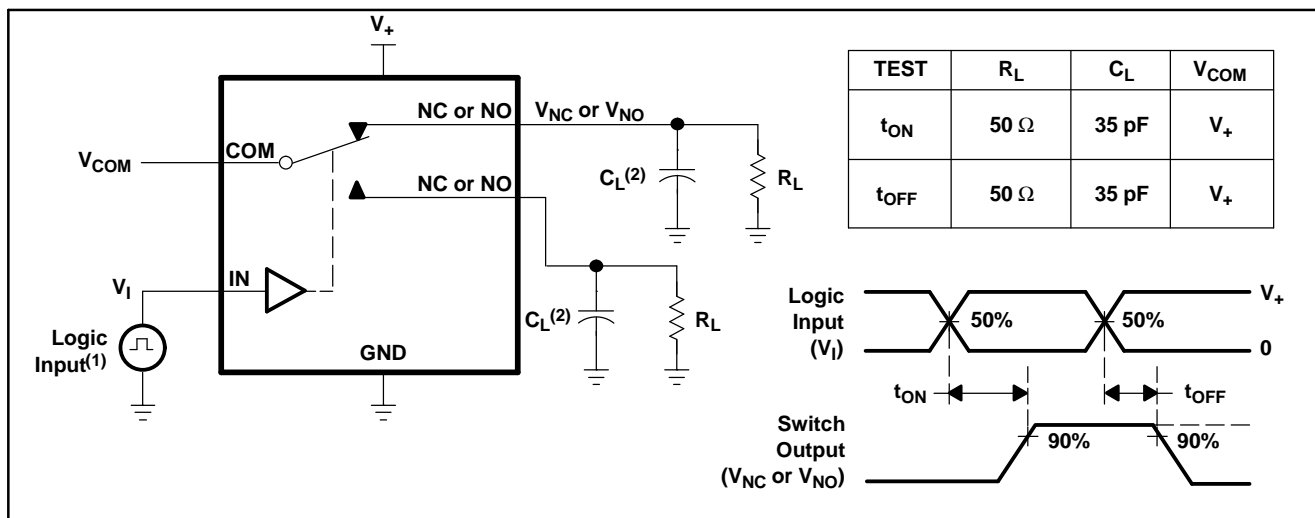 V+
NC or NO
VNC or VNO
VCOM
COM
CL(2)
RL
NC or NO
VI
IN
CL(2)
RL
Logic
Input(1)
GND
TEST RL CL VCOM
tON 50 Ω 35 pF V+
tOFF 50 Ω 35 pF V+
Logic
Input
(VI)
50%
50%
V+
0
tON
tOFF
Switch
Output
(VNC or VNO)
90%
90%